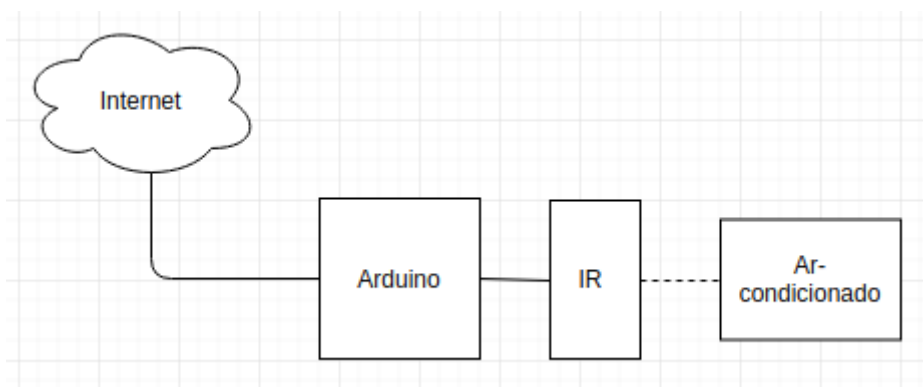 Internet
Arduino
IR
Ar-
condicionado